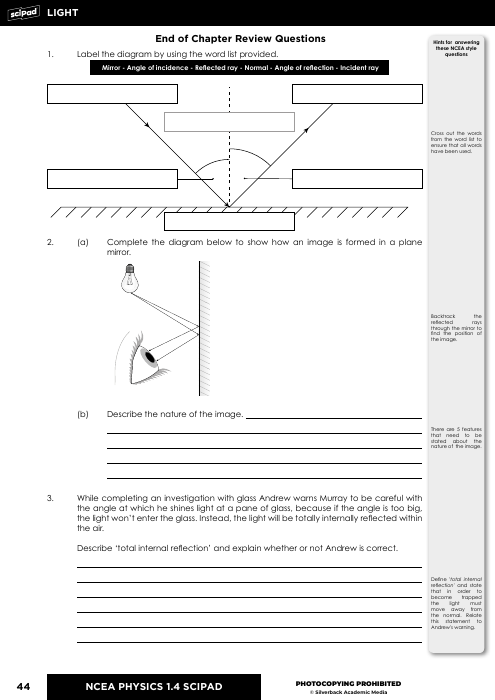 scipad LIGHT
End of Chapter Review Questions
1. Label the diagram by using the word list provided.
Mirror - Angle of incidence - Reflected ray - Normal - Angle of reflection - Incident ray
2. (a) Complete the diagram below to show how an image is formed in a plane
mirror.
(b) Describe the nature of the image.
3. While completing an investigation with glass Andrew warns Murray to be careful with
the angle at which he shines light at a pane of glass, because if the angle is too big,
the light won't enter the glass. Instead, the light will be totally internally reflected within
the air.
Describe 'total internal reflection' and explain whether or not Andrew is correct.
Hints for answering
these NCEA style
questions
Cross out the words
from the word list to
ensure that all words
have been used.
Backtrack the
reflected rays
through the mirror to
find the position of
the image.
There are 5 features
that need to be
stated about the
nature of the image.
Define 'total internal
reflection' and state
that in order to
become trapped
the light must
move away from
the normal. Relate
this statement to
Andrew's warning.
44 NCEA PHYSICS 1.4 SCIPAD
PHOTOCOPYING PROHIBITED
© Silverback Academic Media